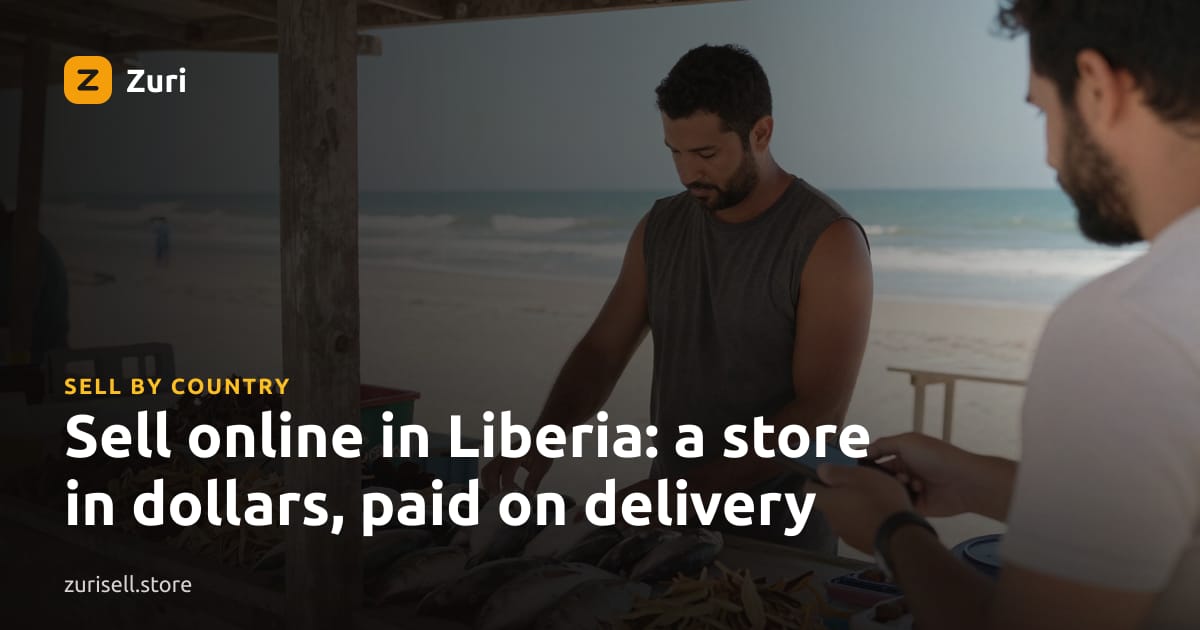 Z Zuri
SELL BY COUNTRY
Sell online in Liberia: a store
in dollars, paid on delivery
zurisell.store